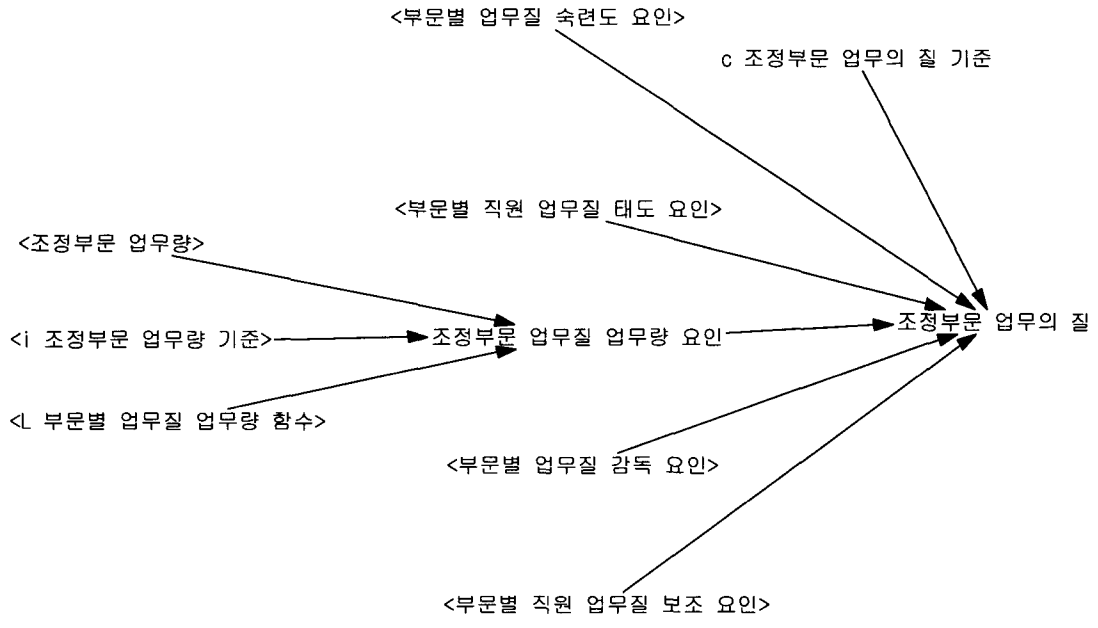 <부문별 업무질 숙련도 요인>
c 조정부문 업무의 질 기준
<부문별 직원 업무질 태도 요인>
<조정부문 업무량>
조정부문 업무의 질
<i 조정부문 업무량 기준>
조정부문 업무질 업무량 요인
<L 부문별 업무질 업무량 함수>
<부문별 업무질 감독 요인>
<부문별 직원 업무질 보조 요인>